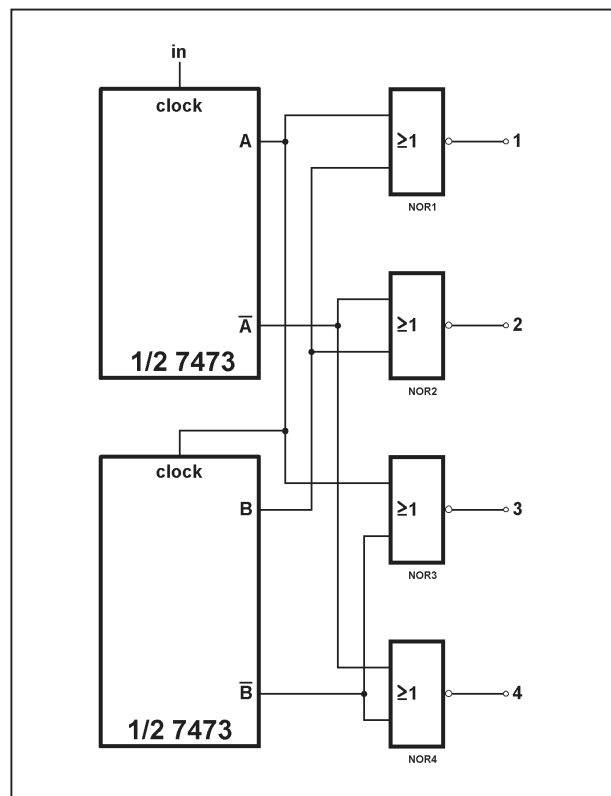 in
clock
A
≥1
1
NOR1
A̅
≥1
2
1/2 7473
NOR2
clock
B
≥1
3
NOR3
B̅
≥1
4
1/2 7473
NOR4